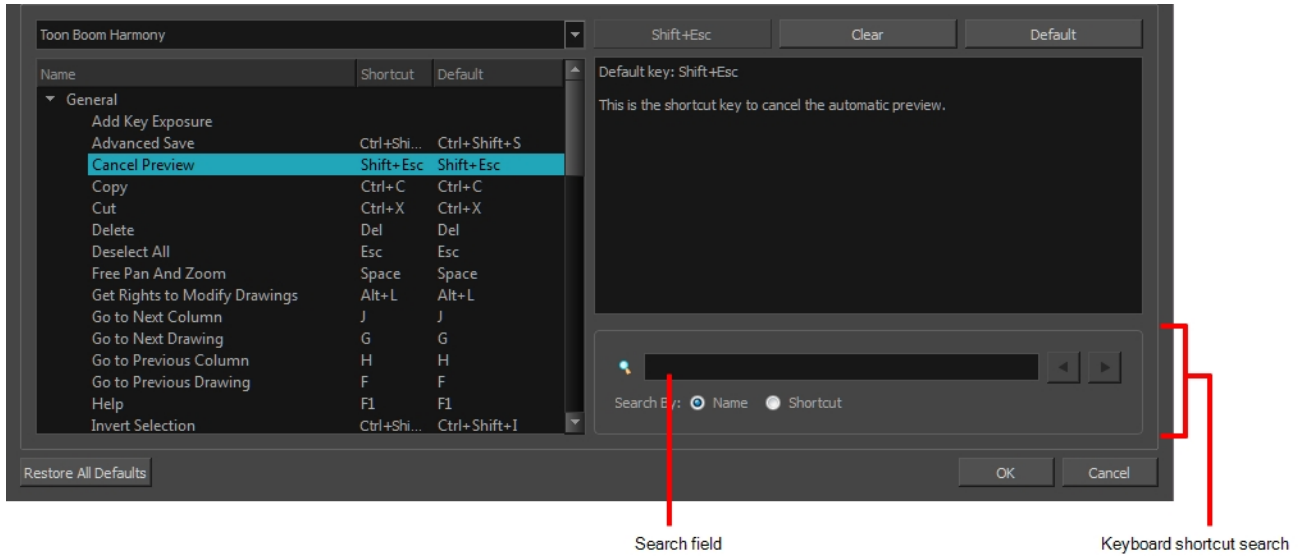 Toon Boom Harmony
Shift+Esc Clear Default
Name Shortcut Default
General
Add Key Exposure
Advanced Save Ctrl+Shi... Ctrl+Shift+S
Cancel Preview Shift+Esc Shift+Esc
Copy Ctrl+C Ctrl+C
Cut Ctrl+X Ctrl+X
Delete Del Del
Deselect All Esc Esc
Free Pan And Zoom Space Space
Get Rights to Modify Drawings Alt+L Alt+L
Go to Next Column J J
Go to Next Drawing G G
Go to Previous Column H H
Go to Previous Drawing F F
Help F1 F1
Invert Selection Ctrl+Shi... Ctrl+Shift+I
Default key: Shift+Esc
This is the shortcut key to cancel the automatic preview.
Search By: Name Shortcut
Restore All Defaults OK Cancel
Search field Keyboard shortcut search